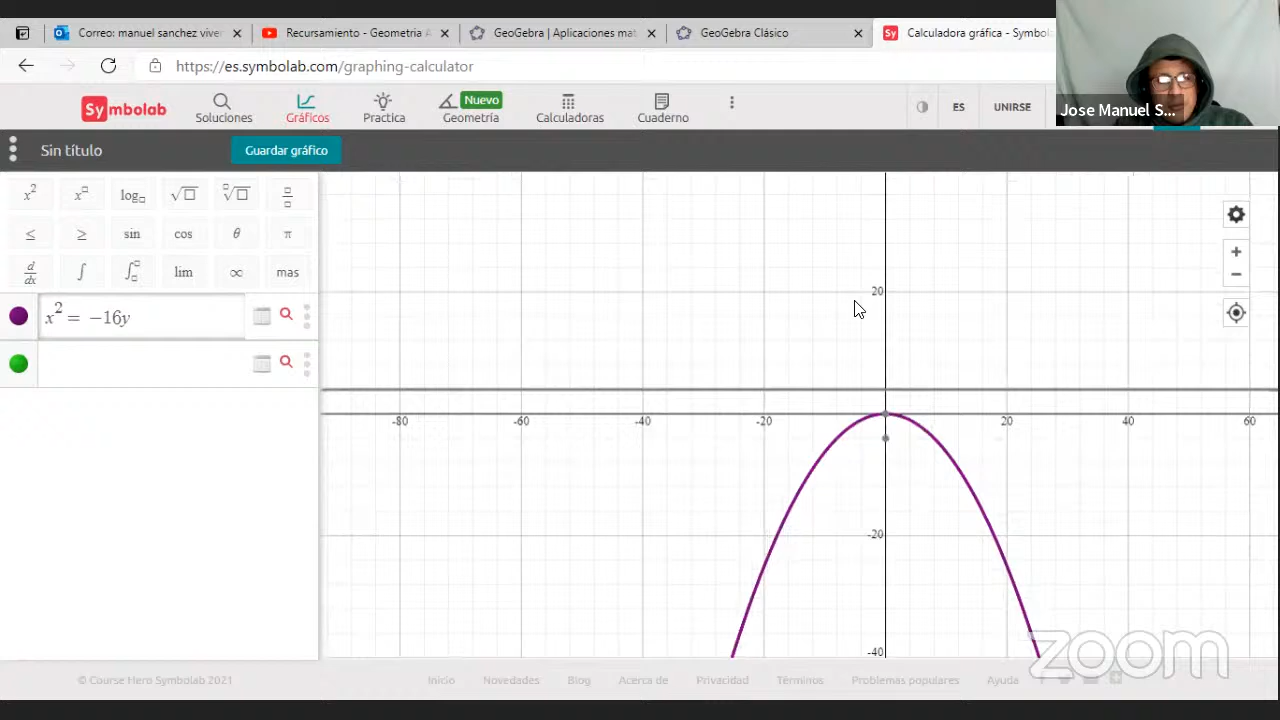 Correo: manuel sanchez viver
Recursamiento - Geometria A
GeoGebra | Aplicaciones mat
GeoGebra Clásico
Calculadora gráfica - Symbola
https://es.symbolab.com/graphing-calculator
Jose Manuel S...
Symbolab
Soluciones
Gráficos
Practica
Nuevo
Geometría
Calculadoras
Cuaderno
ES
UNIRSE
Sin título
Guardar gráfico
x² x^□ log□ √□ □√□ □/□
≤ ≥ sin cos θ π
d/dx ∫ ∫□□ lim ∞ mas
x² = −16y
20
-80 -60 -40 -20 20 40 60
-20
-40
zoom
© Course Hero Symbolab 2021
Inicio Novedades Blog Acerca de Privacidad Términos Problemas populares Ayuda